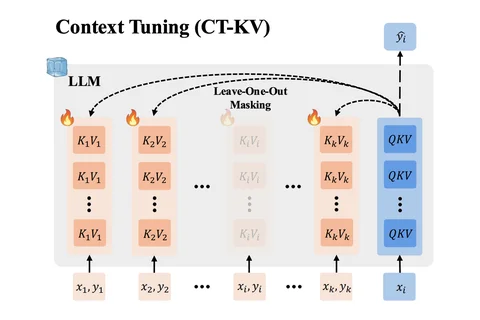 Context Tuning (CT-KV)
ŷᵢ
LLM
Leave-One-Out
Masking
K₁V₁ K₂V₂ KᵢVᵢ KₖVₖ QKV
K₁V₁ K₂V₂ ... KᵢVᵢ ... KₖVₖ QKV
K₁V₁ K₂V₂ KᵢVᵢ KₖVₖ QKV
x₁, y₁ x₂, y₂ ... xᵢ, yᵢ ... xₖ, yₖ xᵢ